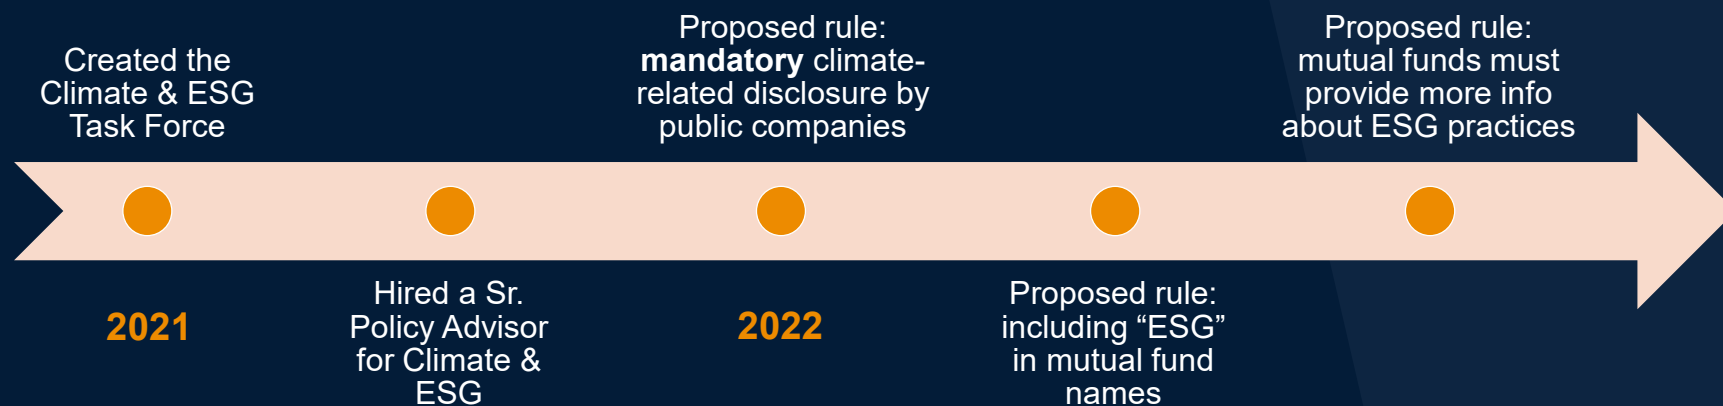 Created the
Climate & ESG
Task Force
2021
Hired a Sr.
Policy Advisor
for Climate &
ESG
Proposed rule:
mandatory climate-
related disclosure by
public companies
2022
Proposed rule:
including “ESG”
in mutual fund
names
Proposed rule:
mutual funds must
provide more info
about ESG practices